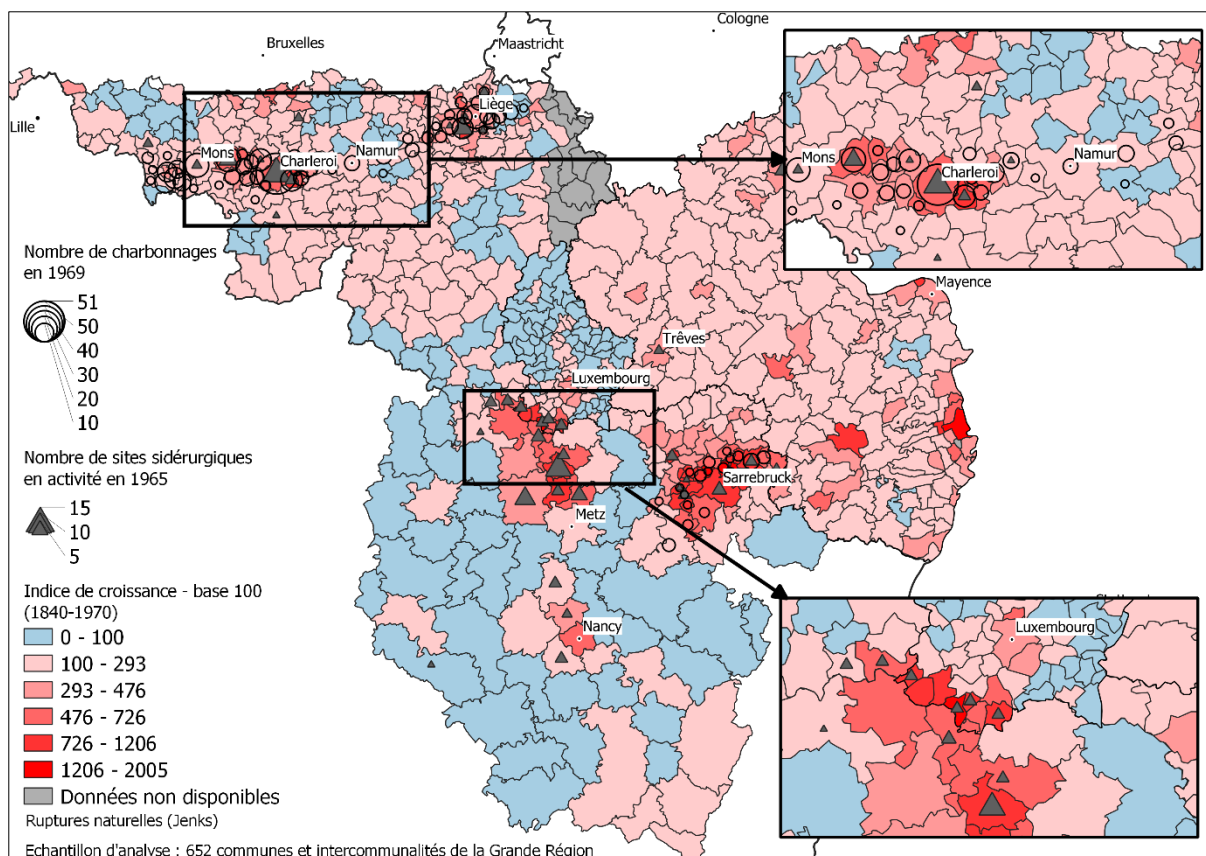 Cologne
Bruxelles
Maastricht
Liège
Lille
Mons
Charleroi
Namur
Mons
Charleroi
Namur
Nombre de charbonnages
en 1969
51
50
40
30
20
10
Mayence
Trêves
Luxembourg
Nombre de sites sidérurgiques
en activité en 1965
15
10
5
Sarrebruck
Metz
Indice de croissance - base 100
(1840-1970)
0 - 100
100 - 293
293 - 476
476 - 726
726 - 1206
1206 - 2005
Données non disponibles
Ruptures naturelles (Jenks)
Nancy
Luxembourg
Echantillon d'analyse : 652 communes et intercommunalités de la Grande Région